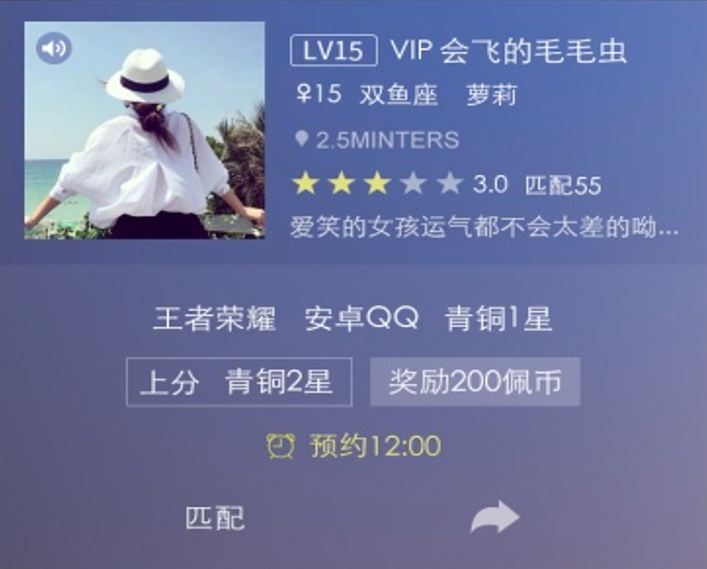 LV15 VIP 会飞的毛毛虫
♀15 双鱼座 萝莉
2.5MINTERS
3.0 匹配55
爱笑的女孩运气都不会太差的呦...
王者荣耀 安卓QQ 青铜1星
上分 青铜2星 奖励200佩币
预约12:00
匹配